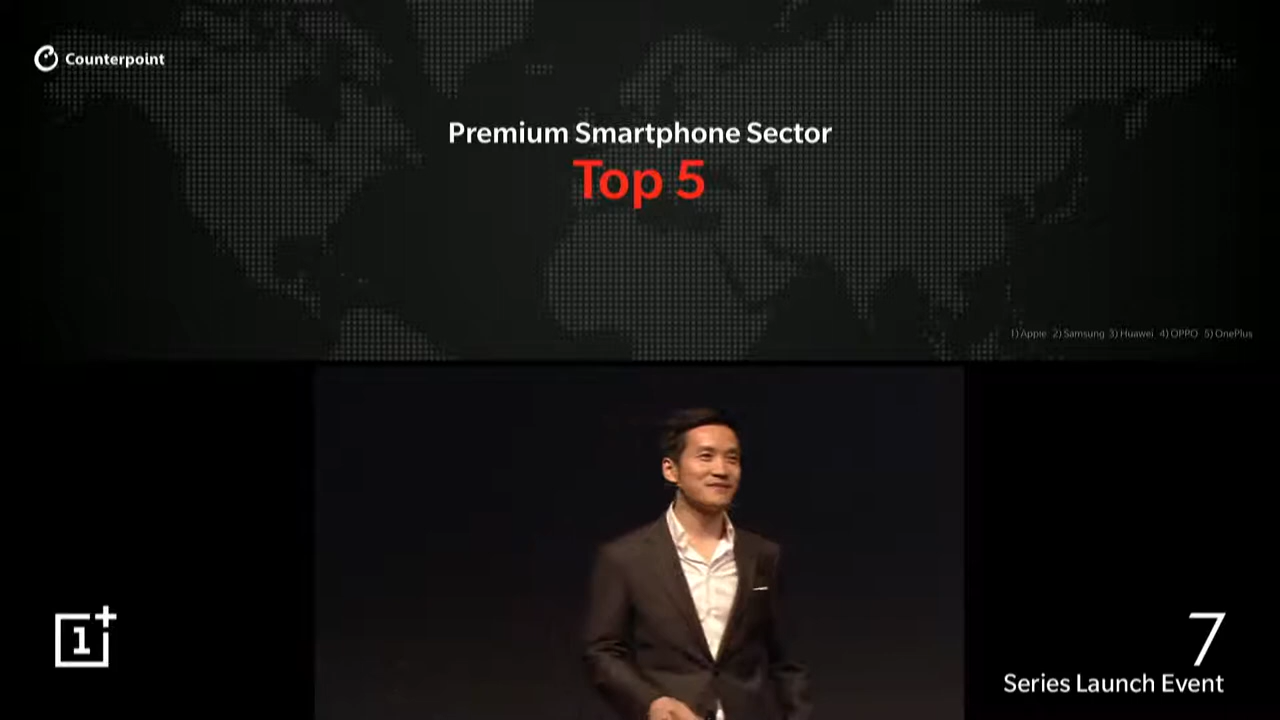 Counterpoint
Premium Smartphone Sector
Top 5
1) Apple 2) Samsung 3) Huawei 4) OPPO 5) OnePlus
1+
7
Series Launch Event